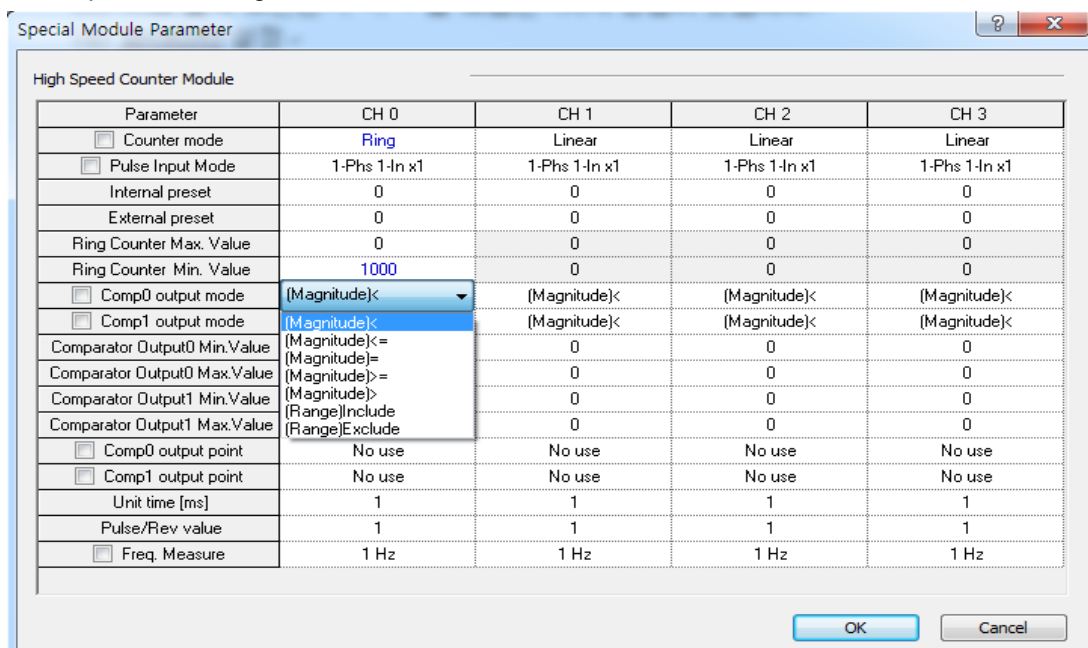 Special Module Parameter
High Speed Counter Module
Parameter CH 0 CH 1 CH 2 CH 3
Counter mode Ring Linear Linear Linear
Pulse Input Mode 1-Phs 1-In x1 1-Phs 1-In x1 1-Phs 1-In x1 1-Phs 1-In x1
Internal preset 0 0 0 0
External preset 0 0 0 0
Ring Counter Max. Value 0 0 0 0
Ring Counter Min. Value 1000 0 0 0
Comp0 output mode (Magnitude)< (Magnitude)< (Magnitude)< (Magnitude)<
Comp1 output mode (Magnitude)< (Magnitude)< (Magnitude)< (Magnitude)<
(Magnitude)<=
Comparator Output0 Min.Value 0 0 0
(Magnitude)=
Comparator Output0 Max.Value (Magnitude)>= 0 0 0
Comparator Output1 Min.Value (Magnitude)> 0 0 0
(Range)Include
Comparator Output1 Max.Value (Range)Exclude 0 0 0
Comp0 output point No use No use No use No use
Comp1 output point No use No use No use No use
Unit time [ms] 1 1 1 1
Pulse/Rev value 1 1 1 1
Freq. Measure 1 Hz 1 Hz 1 Hz 1 Hz
OK Cancel